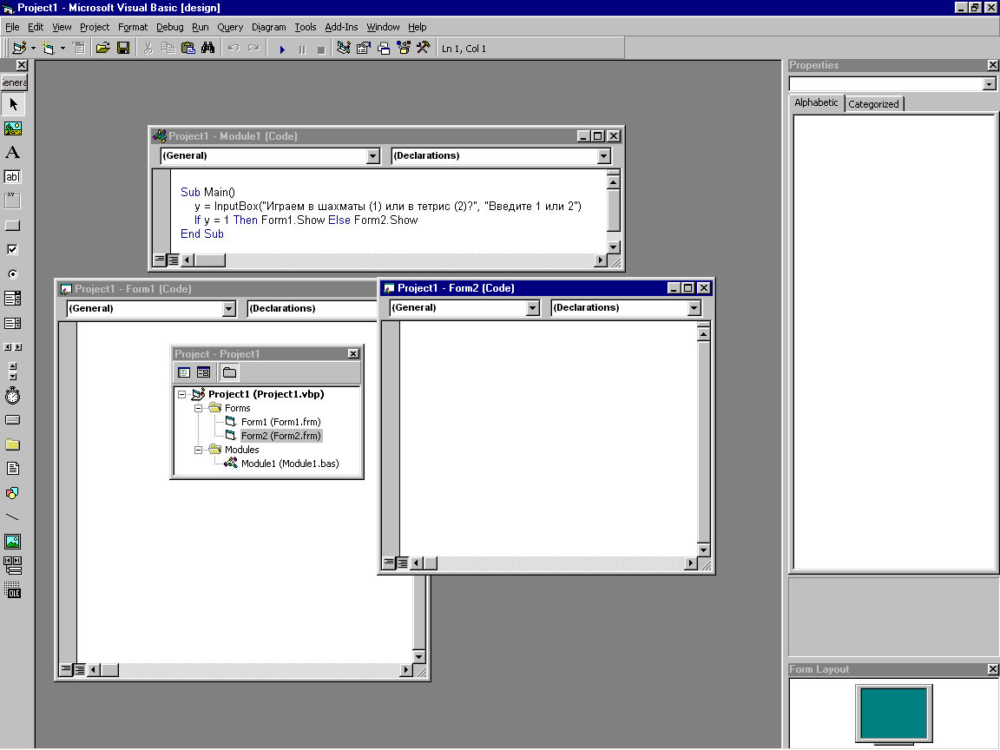 Project1 - Microsoft Visual Basic [design]
File Edit View Project Format Debug Run Query Diagram Tools Add-Ins Window Help
Ln 1, Col 1
General
Project1 - Module1 (Code)
(General) (Declarations)
Sub Main()
y = InputBox("Играем в шахматы (1) или в тетрис (2)?", "Введите 1 или 2")
If y = 1 Then Form1.Show Else Form2.Show
End Sub
Project1 - Form1 (Code)
(General) (Declarations)
Project - Project1
Project1 (Project1.vbp)
Forms
Form1 (Form1.frm)
Form2 (Form2.frm)
Modules
Module1 (Module1.bas)
Project1 - Form2 (Code)
(General) (Declarations)
Properties
Alphabetic Categorized
Form Layout
A
ab|
xy
OLE